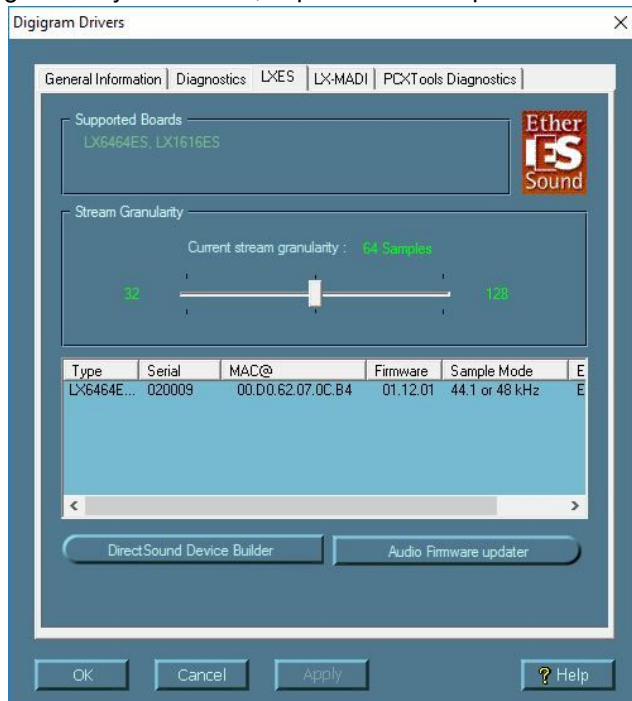 Digigram Drivers
General Information Diagnostics LXES LX-MADI PCXTools Diagnostics
Supported Boards
LX6464ES, LX1616ES
Ether
ES
Sound
Stream Granularity
Current stream granularity : 64 Samples
32 128
Type Serial MAC@ Firmware Sample Mode E
LX6464E... 020009 00.D0.62.07.0C.B4 01.12.01 44.1 or 48 kHz E
DirectSound Device Builder Audio Firmware updater
OK Cancel Apply ? Help